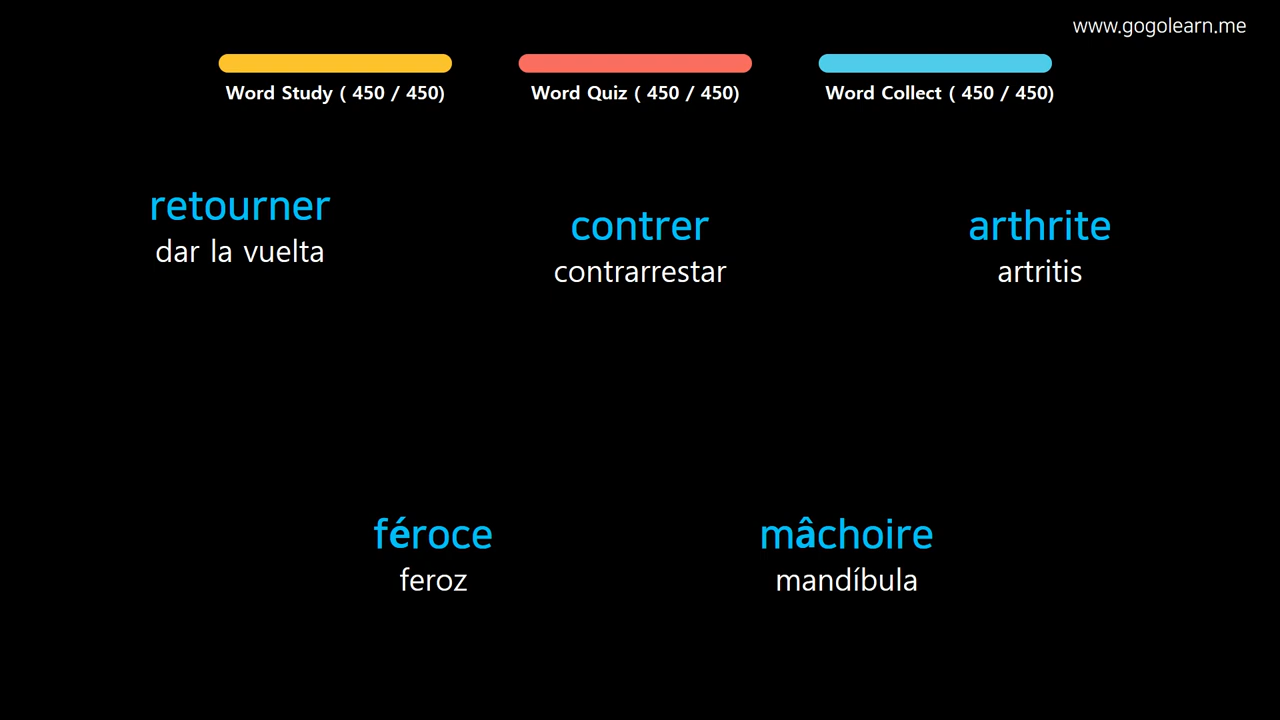 www.gogolearn.me
Word Study ( 450 / 450)
Word Quiz ( 450 / 450)
Word Collect ( 450 / 450)
retourner
dar la vuelta
contrer
contrarrestar
arthrite
artritis
féroce
feroz
mâchoire
mandíbula